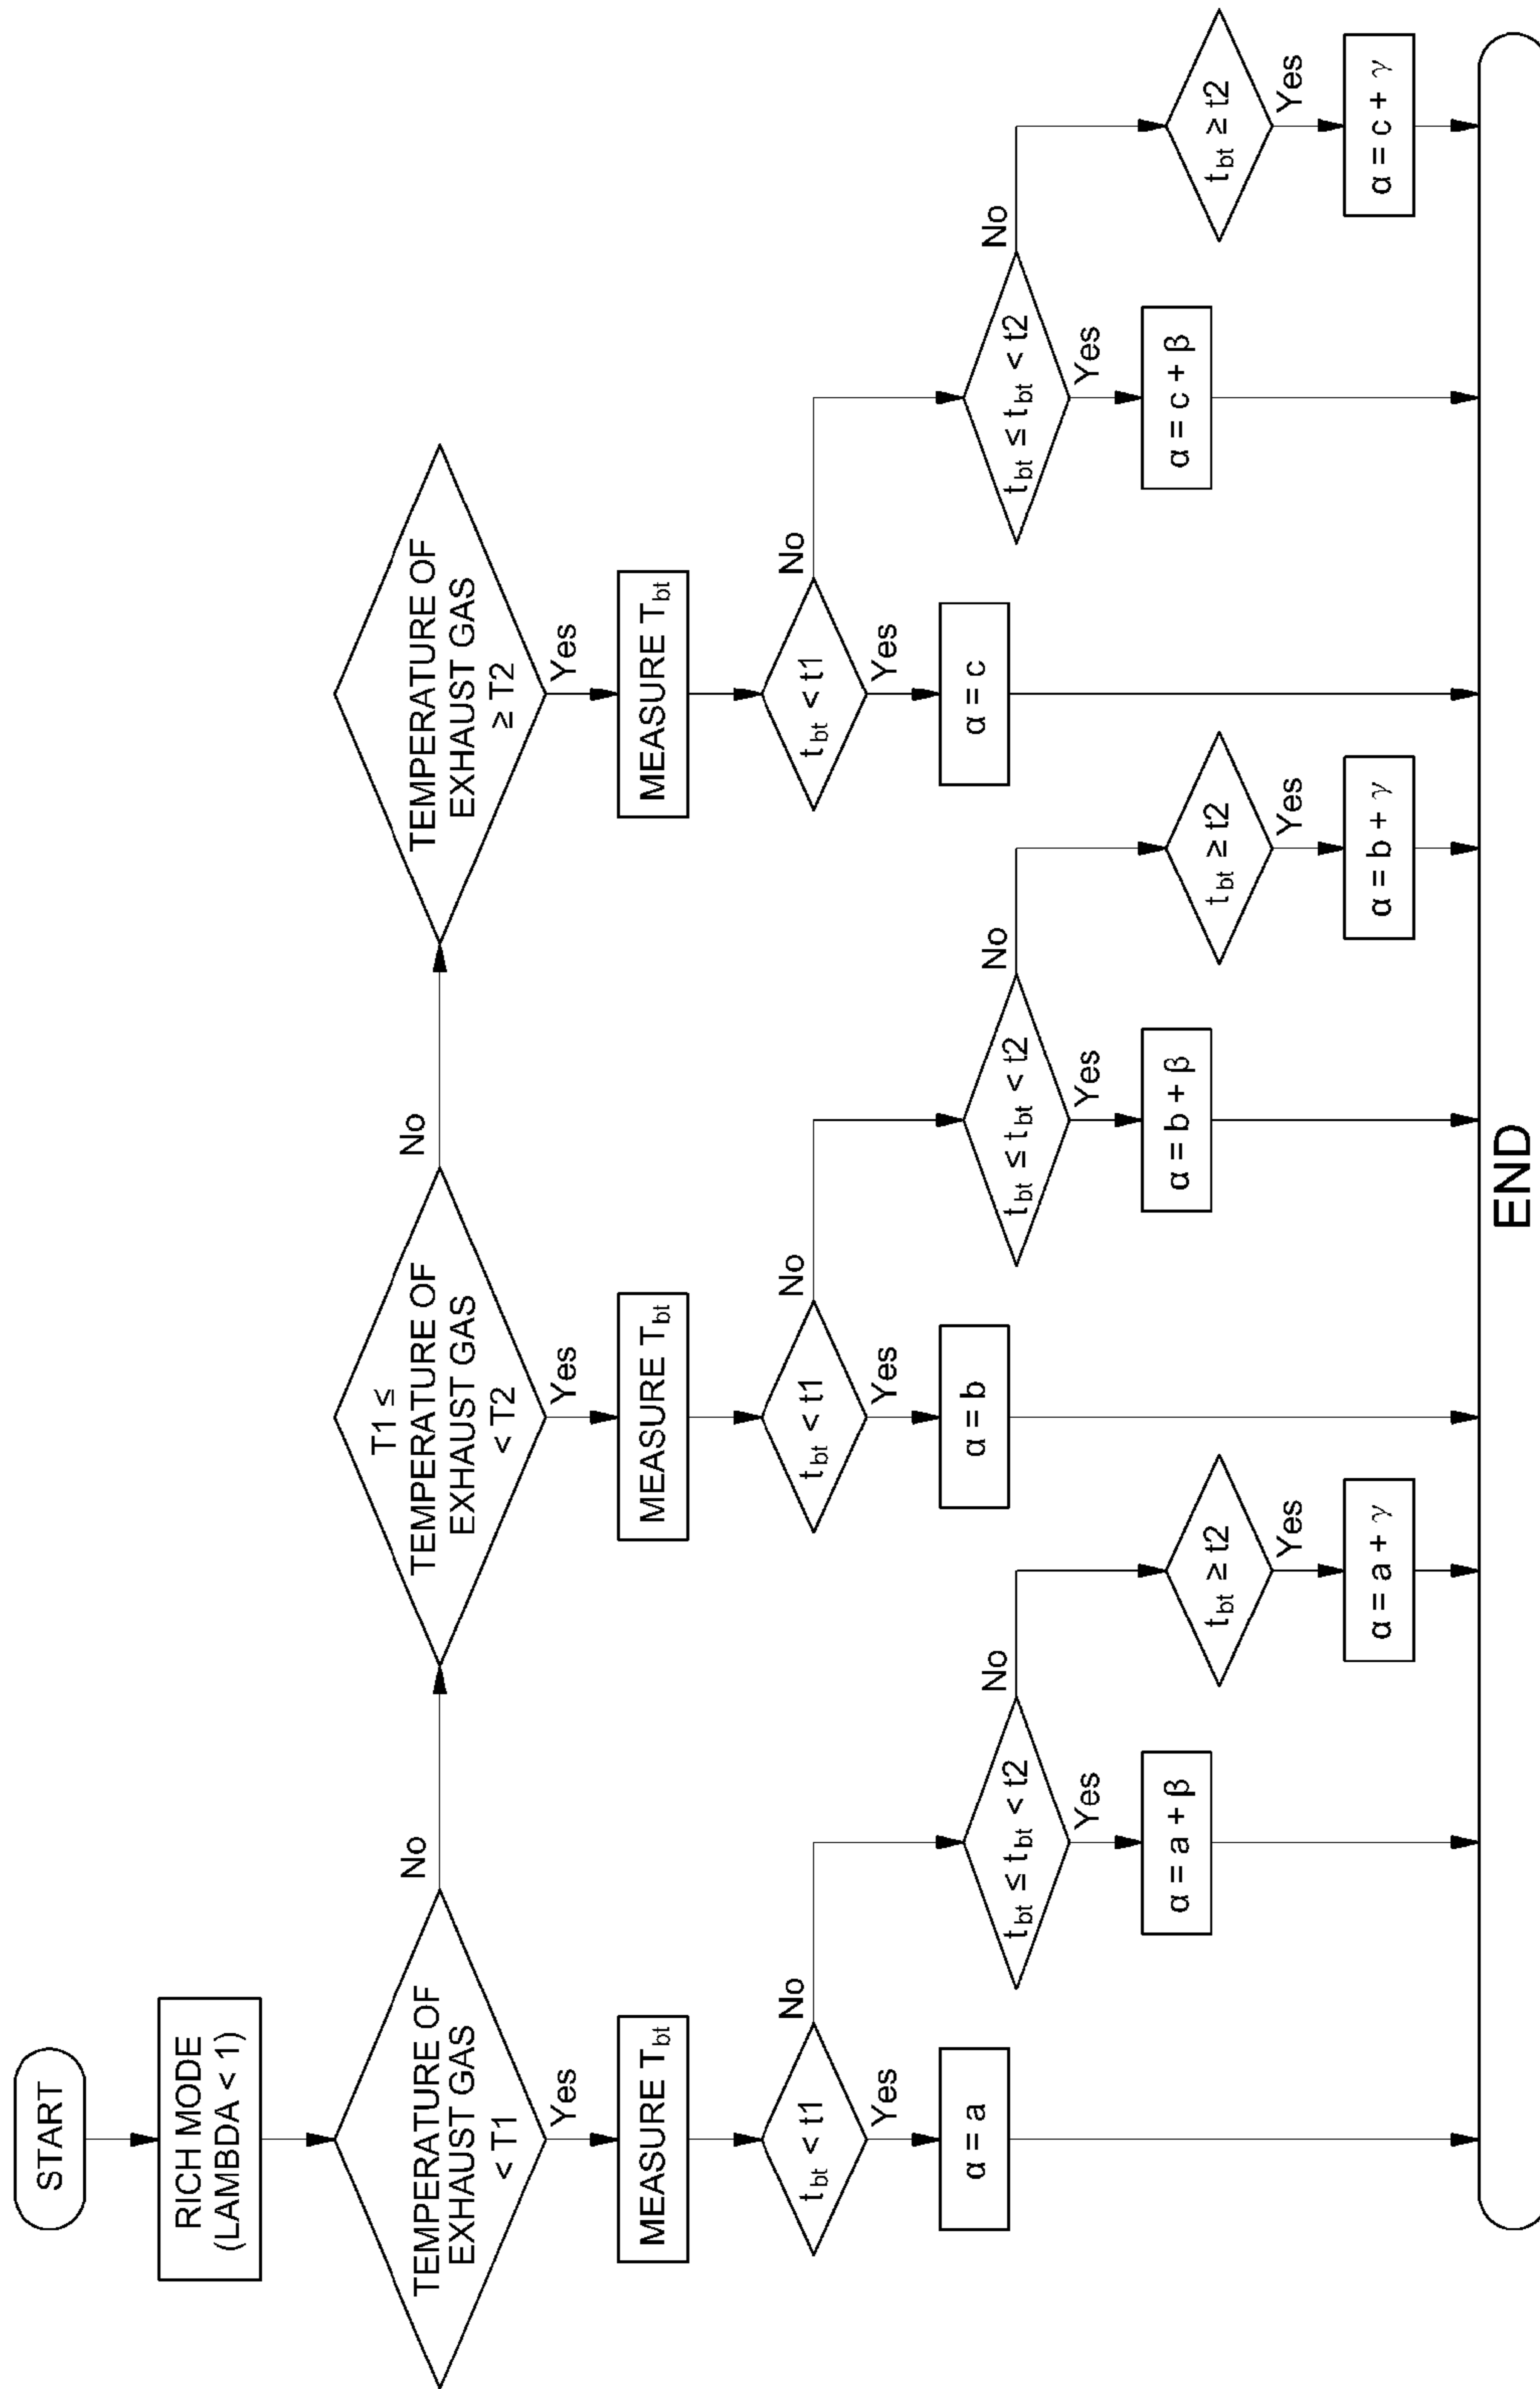 START
RICH MODE
(LAMBDA < 1)
TEMPERATURE OF
EXHAUST GAS
< T1
No
T1 ≤
TEMPERATURE OF
EXHAUST GAS
< T2
No
TEMPERATURE OF
EXHAUST GAS
≥ T2
Yes
Yes
Yes
MEASURE Tbt
MEASURE Tbt
MEASURE Tbt
tbt < t1
No
tbt < t1
No
tbt < t1
No
Yes
Yes
Yes
α = a
α = b
α = c
tbt ≤ tbt < t2
No
tbt ≤ tbt < t2
No
tbt ≤ tbt < t2
No
Yes
Yes
Yes
α = a + β
α = b + β
α = c + β
tbt ≥ t2
tbt ≥ t2
tbt ≥ t2
Yes
Yes
Yes
α = a + γ
α = b + γ
α = c + γ
END